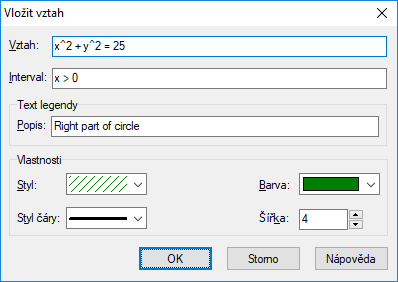 Vložit vztah
Vztah: x^2 + y^2 = 25
Interval: x > 0
Text legendy
Popis: Right part of circle
Vlastnosti
Styl: Barva:
Styl čáry: Šířka: 4
OK Storno Nápověda